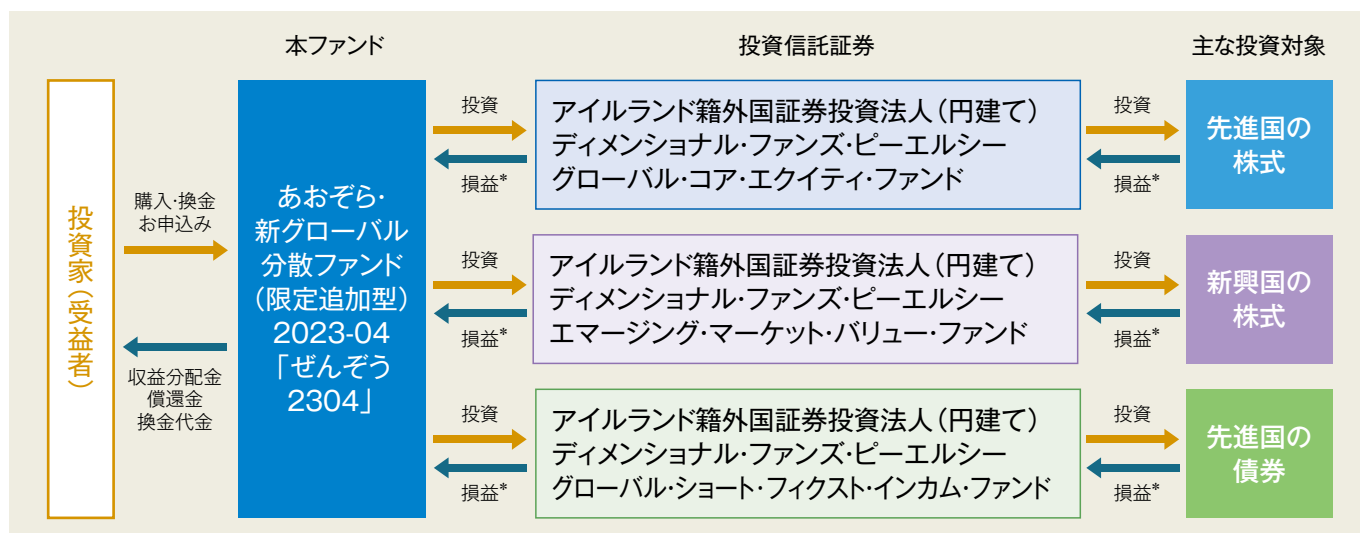 本ファンド
投資信託証券
主な投資対象
投資家(受益者)
購入・換金
お申込み
収益分配金
償還金
換金代金
あおぞら・
新グローバル
分散ファンド
(限定追加型)
2023-04
「ぜんぞう
2304」
投資
損益*
アイルランド籍外国証券投資法人(円建て)
ディメンショナル・ファンズ・ピーエルシー
グローバル・コア・エクイティ・ファンド
投資
損益*
先進国の
株式
投資
損益*
アイルランド籍外国証券投資法人(円建て)
ディメンショナル・ファンズ・ピーエルシー
エマージング・マーケット・バリュー・ファンド
投資
損益*
新興国の
株式
投資
損益*
アイルランド籍外国証券投資法人(円建て)
ディメンショナル・ファンズ・ピーエルシー
グローバル・ショート・フィクスト・インカム・ファンド
投資
損益*
先進国の
債券